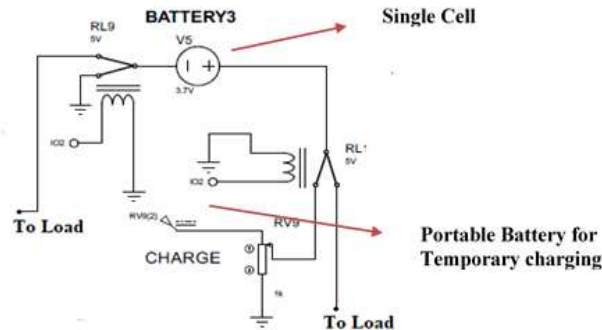 BATTERY3
Single Cell
RL9
5V
V5
3.7V
IO2
RL1
5V
IO2
To Load
RV9(2)
RV9
CHARGE
1k
Portable Battery for
Temporary charging
To Load